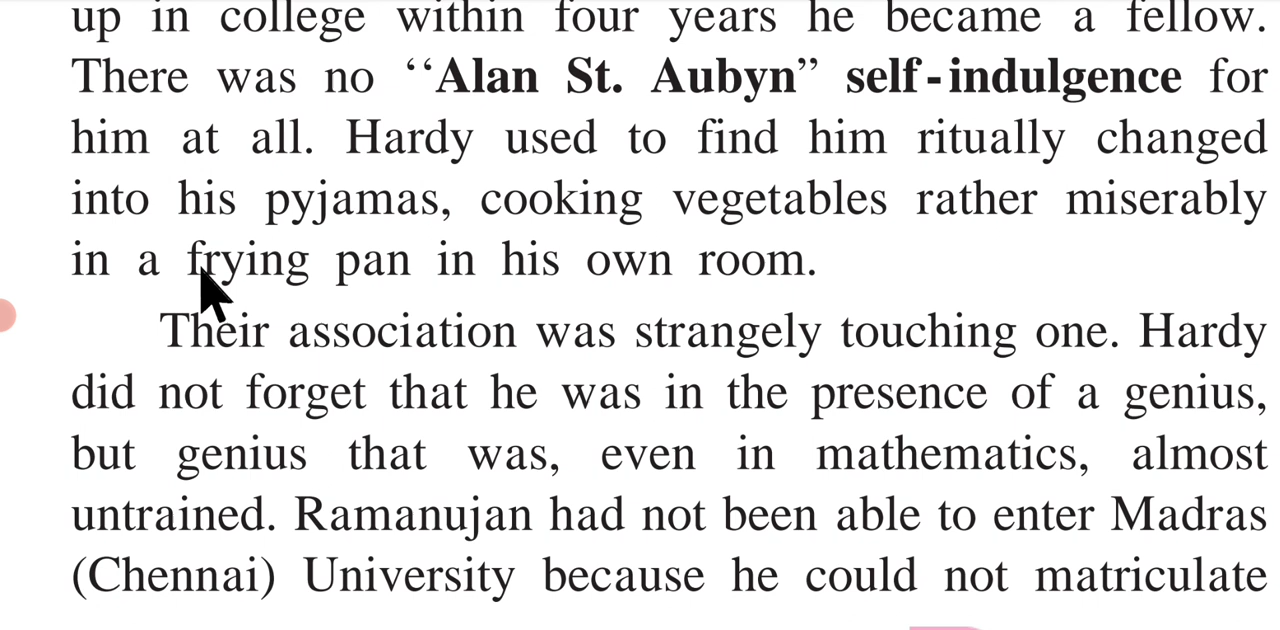 up in college within four years he became a fellow.
There was no ‘‘Alan St. Aubyn” self-indulgence for
him at all. Hardy used to find him ritually changed
into his pyjamas, cooking vegetables rather miserably
in a frying pan in his own room.
Their association was strangely touching one. Hardy
did not forget that he was in the presence of a genius,
but genius that was, even in mathematics, almost
untrained. Ramanujan had not been able to enter Madras
(Chennai) University because he could not matriculate